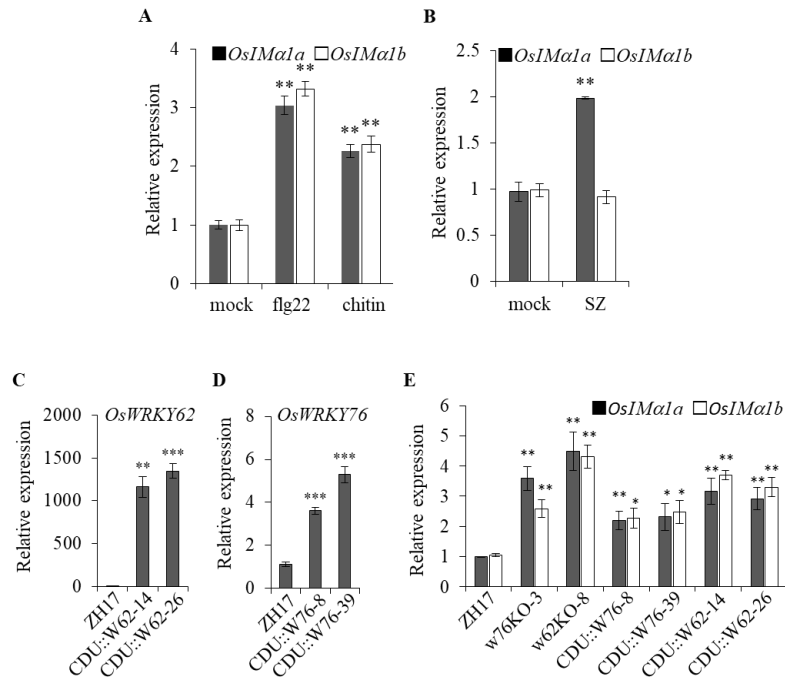 A
OsIMα1a OsIMα1b
Relative expression
4
3
2
1
0
** ** ** **
mock flg22 chitin
B
OsIMα1a OsIMα1b
Relative expression
2.5
2
1
0.5
0
**
mock SZ
C
OsWRKY62
Relative expression
2000
1500
1000
500
0
** ***
ZH17 CDU::W62-14 CDU::W62-26
D
OsWRKY76
Relative expression
8
6
4
2
0
*** ***
ZH17 CDU::W76-8 CDU::W76-39
E
OsIMα1a OsIMα1b
Relative expression
6
5
4
3
2
1
0
** ** ** ** ** * * * ** ** ** **
ZH17 w76KO-3 w62KO-8 CDU::W76-8 CDU::W76-39 CDU::W62-14 CDU::W62-26